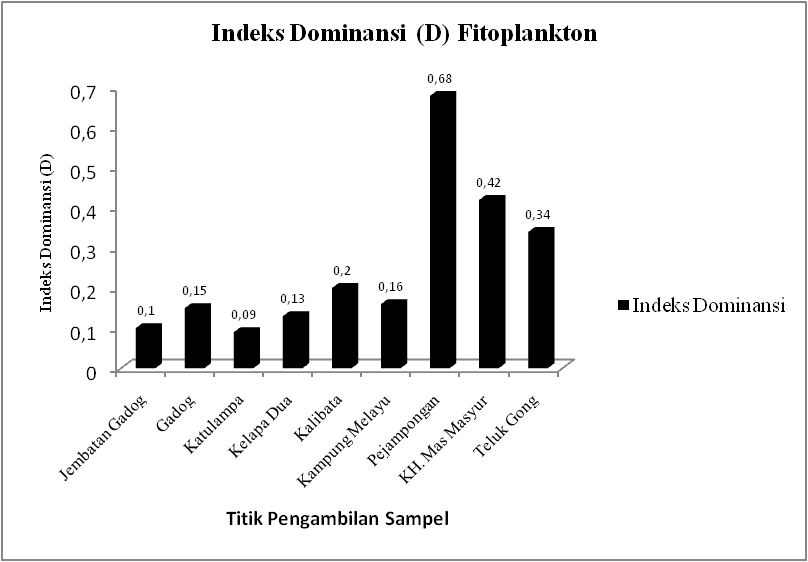 Indeks Dominansi (D) Fitoplankton
Indeks Dominansi (D)
0,7
0,6
0,5
0,4
0,3
0,2
0,1
0
0,1
0,15
0,09
0,13
0,2
0,16
0,68
0,42
0,34
Jembatan Gadog
Gadog
Katulampa
Kelapa Dua
Kalibata
Kampung Melayu
Pejampongan
KH. Mas Masyur
Teluk Gong
Titik Pengambilan Sampel
Indeks Dominansi